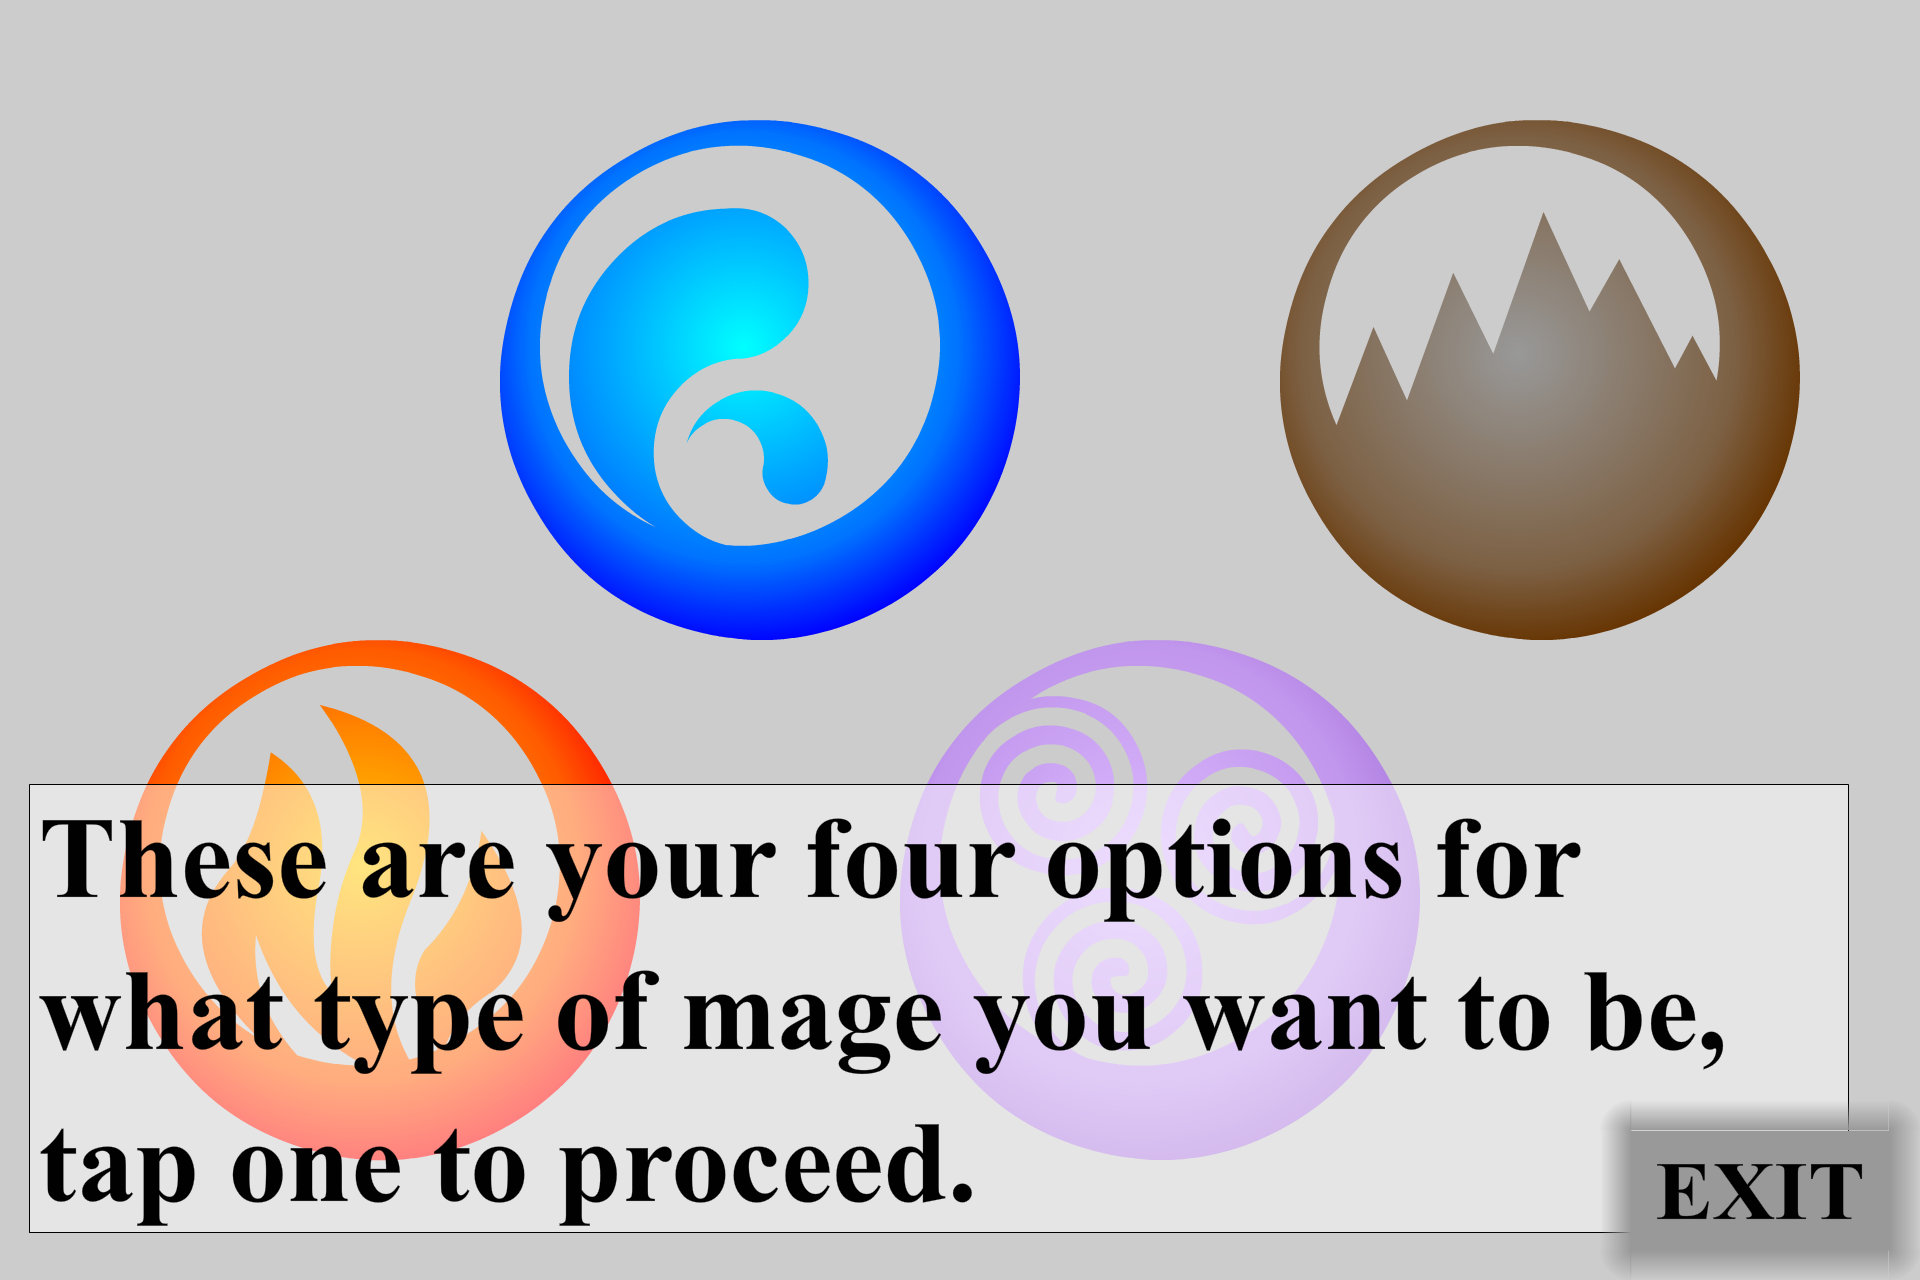 These are your four options for
what type of mage you want to be,
tap one to proceed.
EXIT